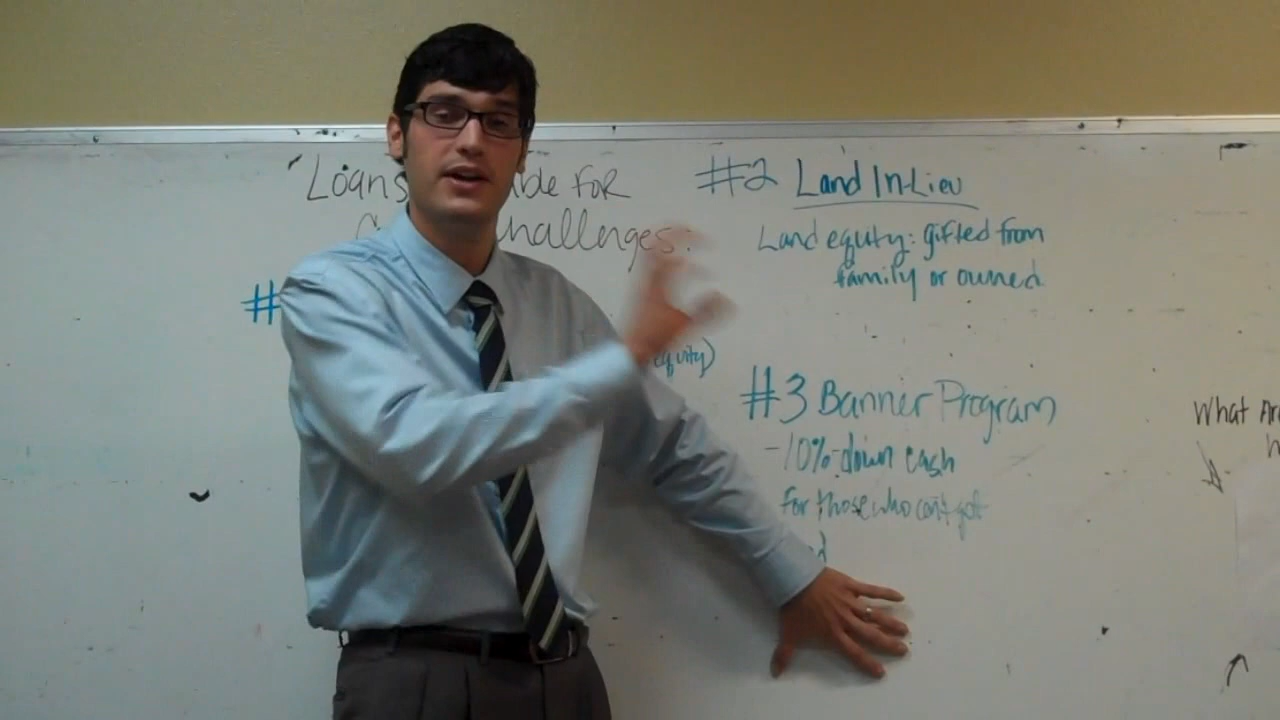 Loans FOR
Challenges:
#
equity)
#2 Land In-Lieu
Land equity: gifted from
family or owned
#3 Banner Program
-10% down cash
for those who can't get
What Ar